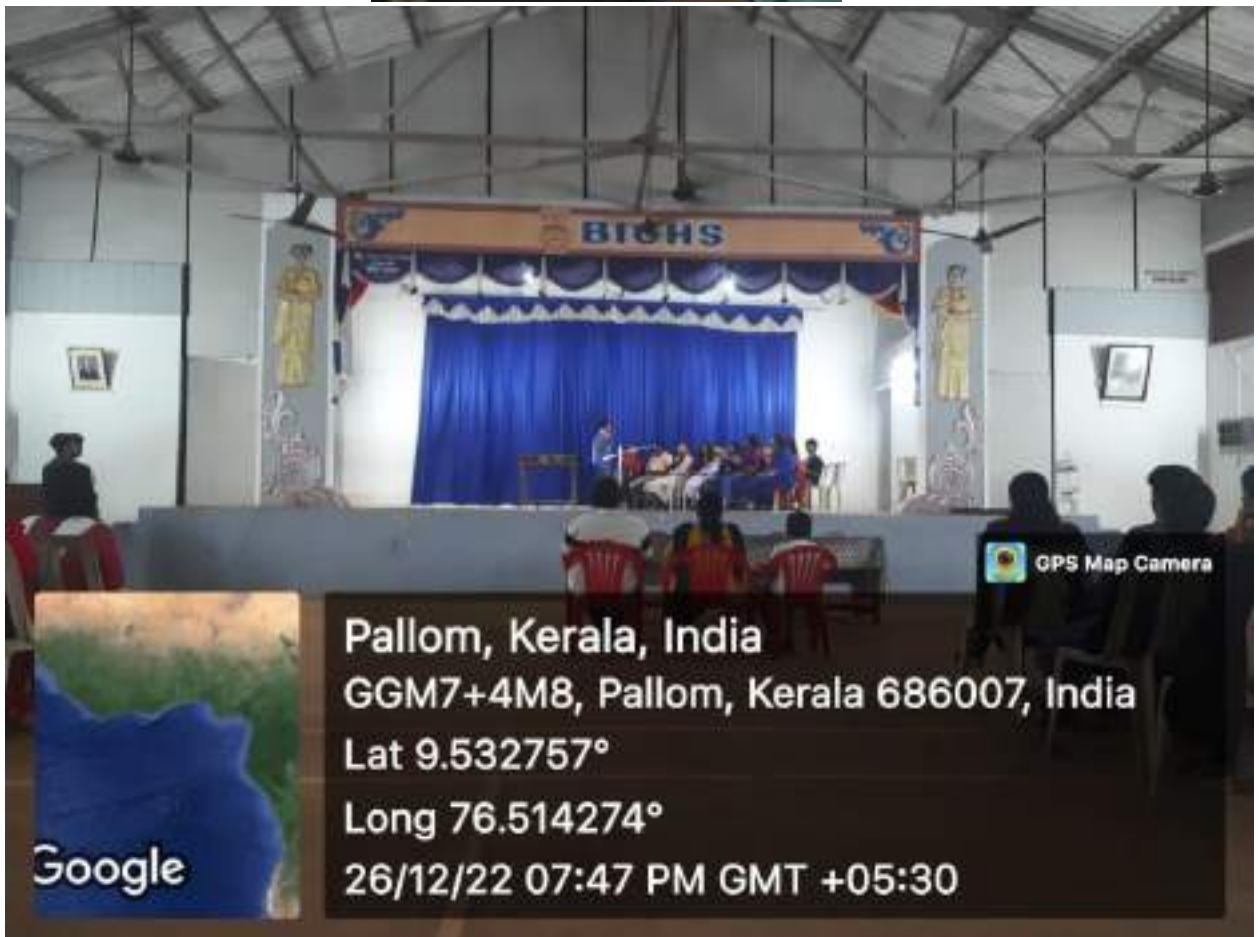 BIGHS
GPS Map Camera
Pallom, Kerala, India
GGM7+4M8, Pallom, Kerala 686007, India
Lat 9.532757°
Long 76.514274°
26/12/22 07:47 PM GMT +05:30
Google